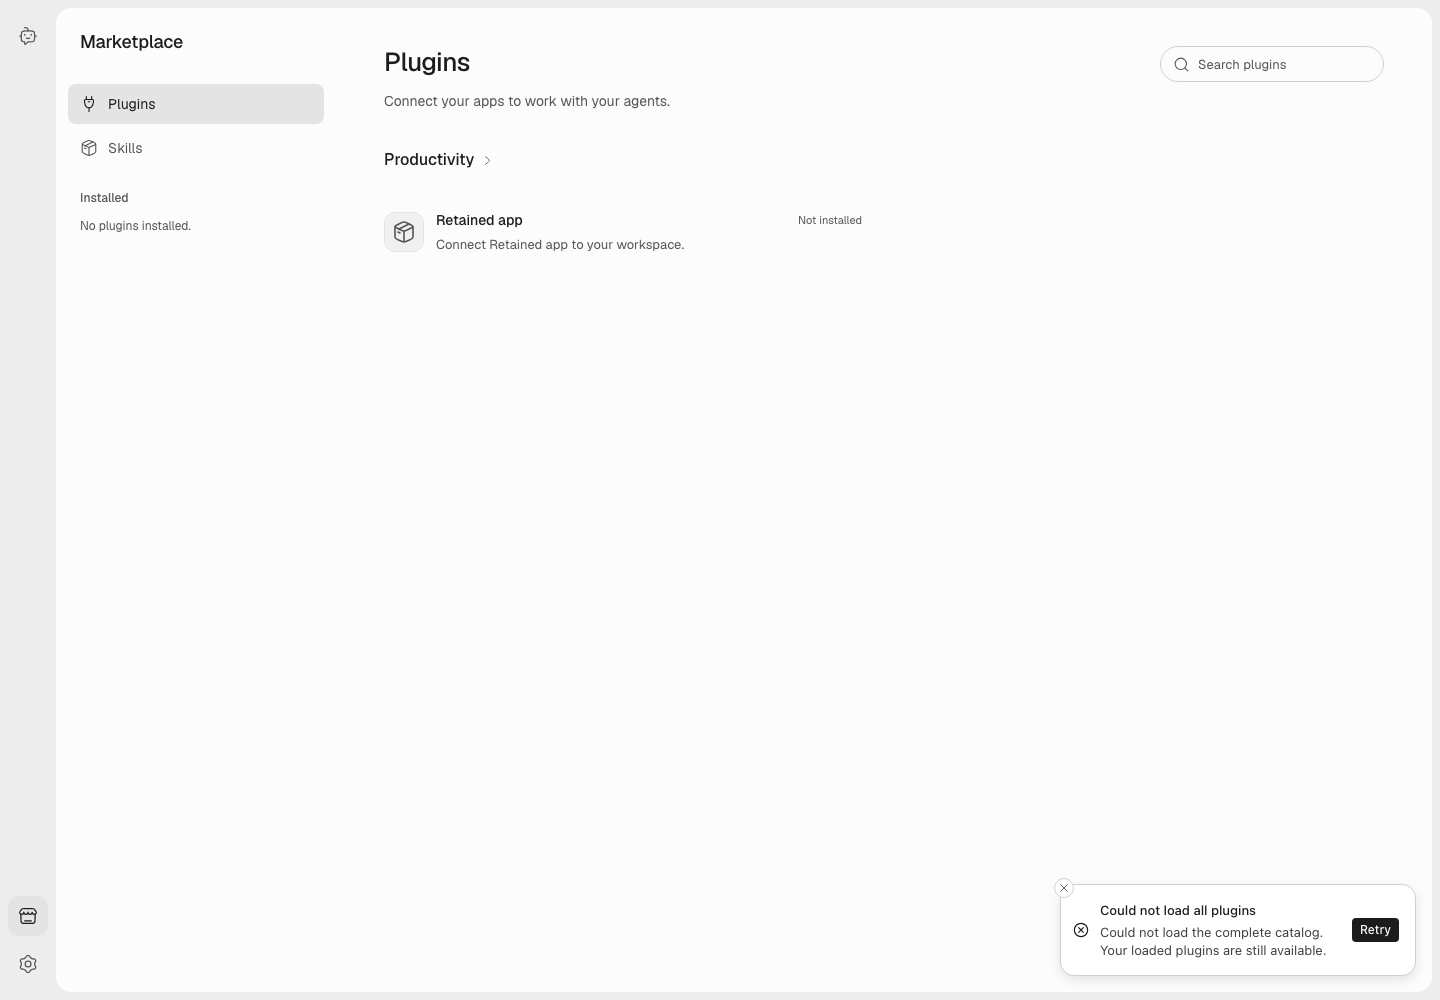 Marketplace
Plugins
Skills
Installed
No plugins installed.
Plugins
Connect your apps to work with your agents.
Search plugins
Productivity
Retained app
Connect Retained app to your workspace.
Not installed
Could not load all plugins
Could not load the complete catalog.
Your loaded plugins are still available.
Retry